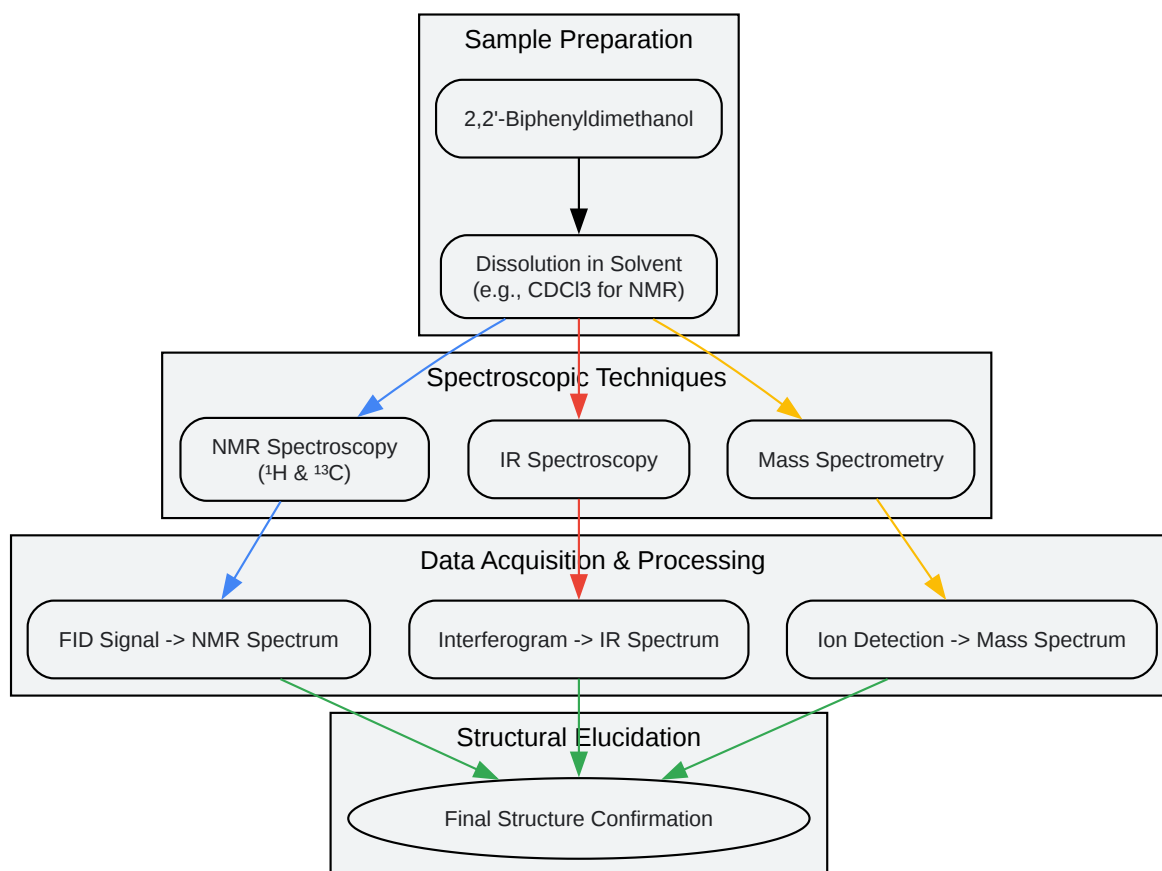 Sample Preparation
2,2'-Biphenyldimethanol
Dissolution in Solvent
(e.g., CDCl3 for NMR)
Spectroscopic Techniques
NMR Spectroscopy
(¹H & ¹³C)
IR Spectroscopy
Mass Spectrometry
Data Acquisition & Processing
FID Signal -> NMR Spectrum
Interferogram -> IR Spectrum
Ion Detection -> Mass Spectrum
Structural Elucidation
Final Structure Confirmation